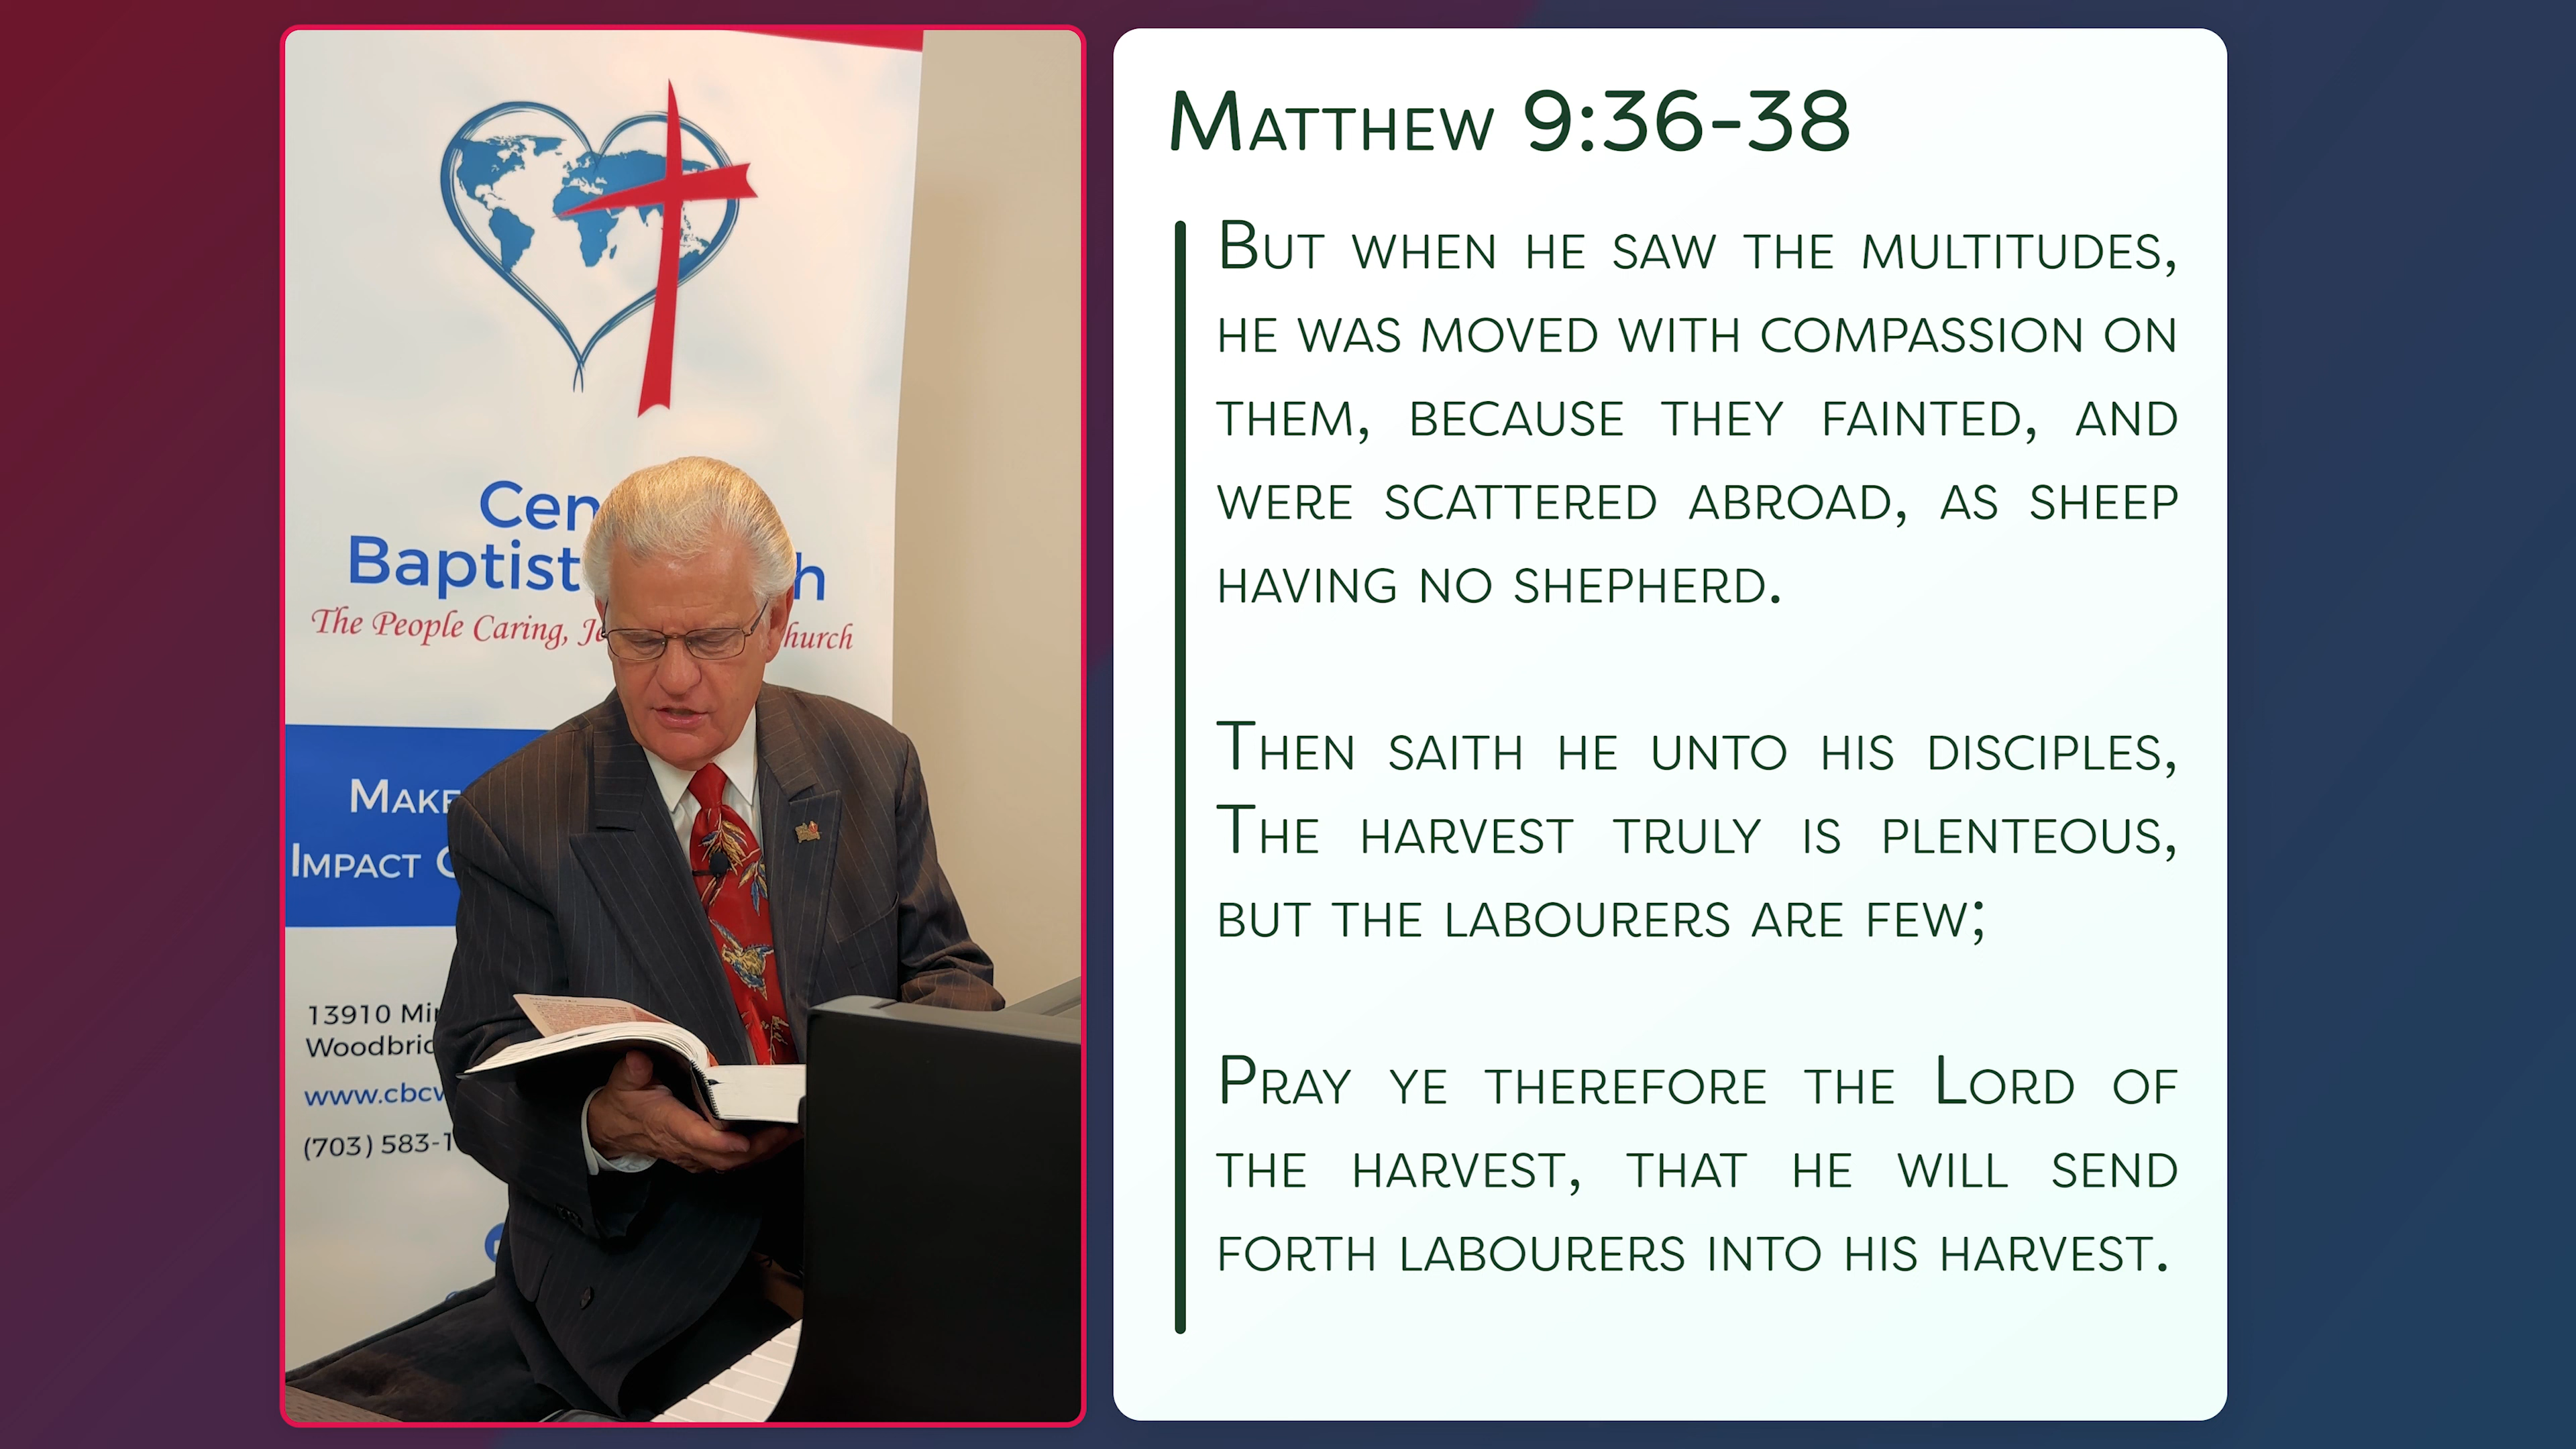 Cen
Baptist h
The People Caring, Je hurch
Make
Impact
13910
www.cbc
(703) 583-1
Matthew 9:36-38
But when he saw the multitudes,
he was moved with compassion on
them, because they fainted, and
were scattered abroad, as sheep
having no shepherd.
Then saith he unto his disciples,
The harvest truly is plenteous,
but the labourers are few;
Pray ye therefore the Lord of
the harvest, that he will send
forth labourers into his harvest.